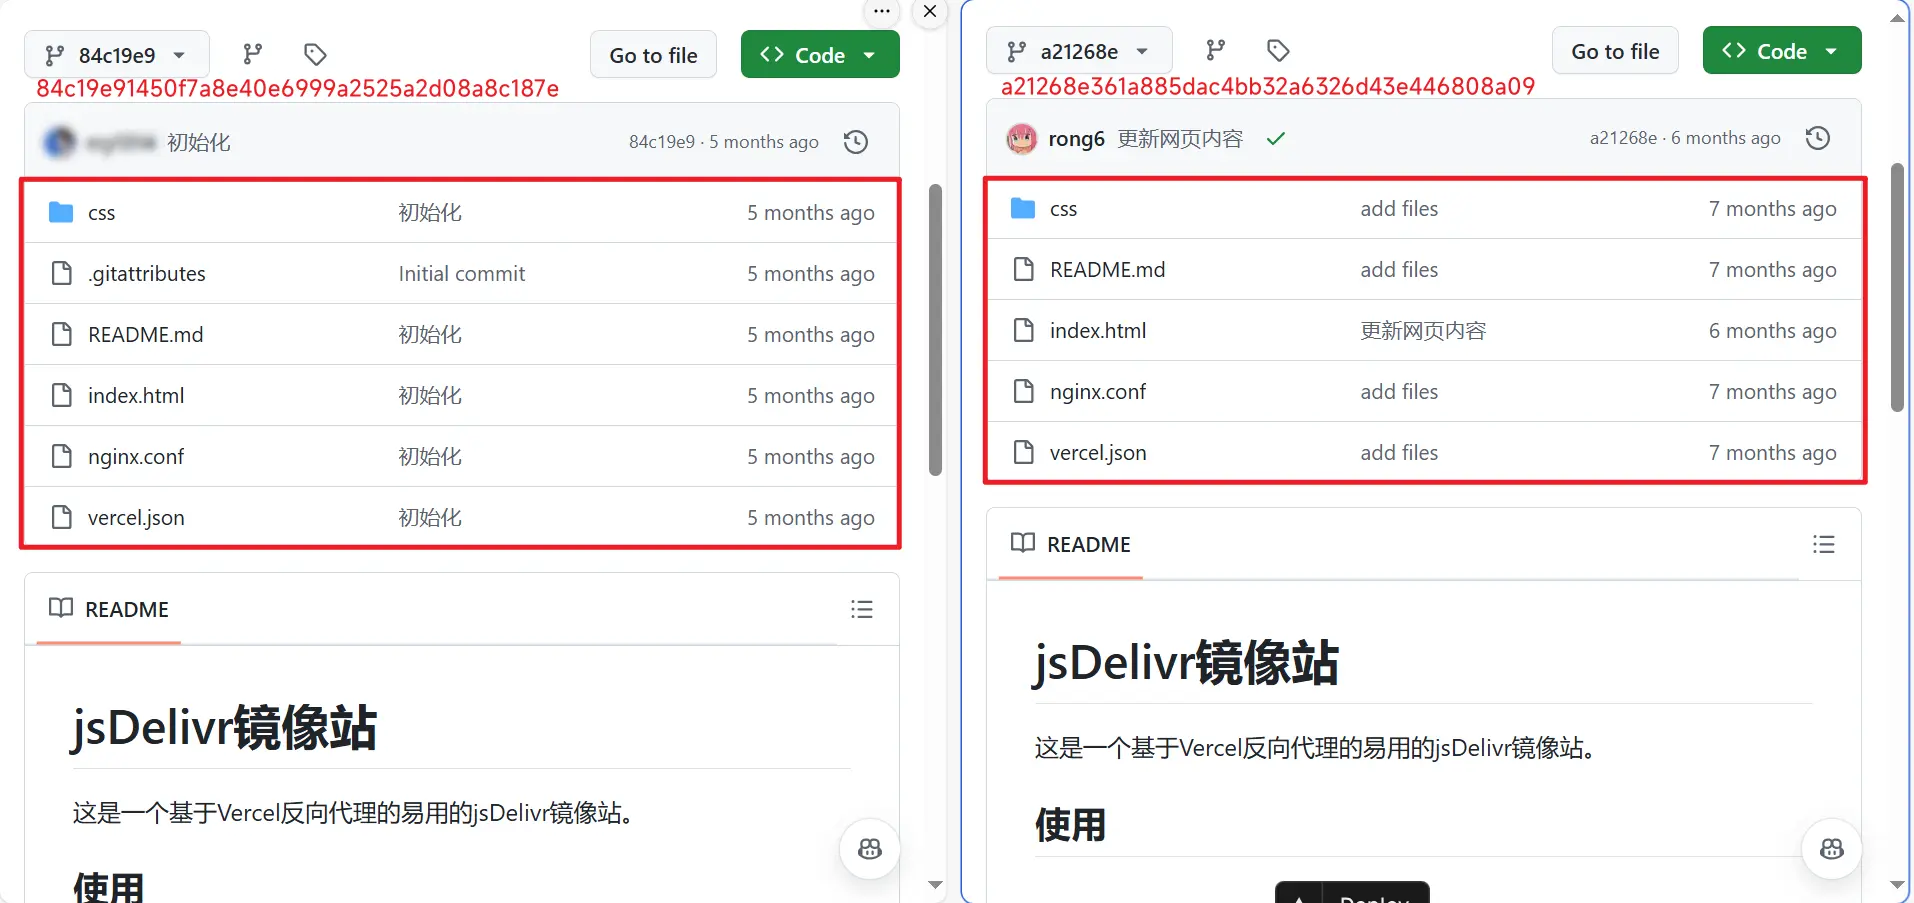 84c19e9
Go to file
Code
84c19e91450f7a8e40e6999a2525a2d08a8c187e
初始化
84c19e9 · 5 months ago
css 初始化 5 months ago
.gitattributes Initial commit 5 months ago
README.md 初始化 5 months ago
index.html 初始化 5 months ago
nginx.conf 初始化 5 months ago
vercel.json 初始化 5 months ago
README
jsDelivr镜像站
这是一个基于Vercel反向代理的易用的jsDelivr镜像站。
使用
a21268e
Go to file
Code
a21268e361a885dac4bb32a6326d43e446808a09
rong6 更新网页内容
a21268e · 6 months ago
css add files 7 months ago
README.md add files 7 months ago
index.html 更新网页内容 6 months ago
nginx.conf add files 7 months ago
vercel.json add files 7 months ago
README
jsDelivr镜像站
这是一个基于Vercel反向代理的易用的jsDelivr镜像站。
使用
Deploy